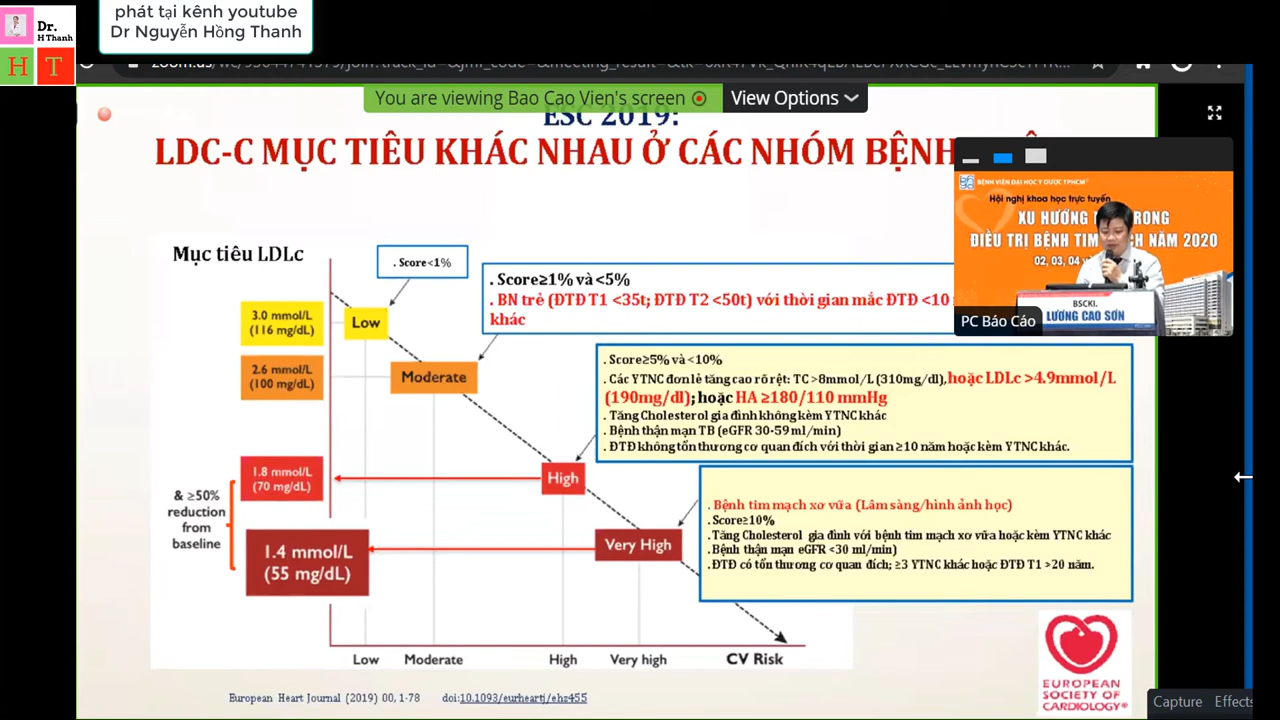 phát tại kênh youtube
Dr Nguyễn Hồng Thanh
Dr.
H Thanh
H T
You are viewing Bao Cao Vien's screen
View Options
ESC 2019:
LDC-C MỤC TIÊU KHÁC NHAU Ở CÁC NHÓM BỆNH
BỆNH VIỆN ĐẠI HỌC Y DƯỢC TPHCM
Hội nghị khoa học trực tuyến
XU HƯỚNG TRONG
ĐIỀU TRỊ BỆNH TIM MẠCH NĂM 2020
02, 03, 04
BSCKI.
LƯƠNG CAO SƠN
PC Báo Cáo
Mục tiêu LDLc
. Score<1%
. Score≥1% và <5%
. BN trẻ (ĐTĐ T1 <35t; ĐTĐ T2 <50t) với thời gian mắc ĐTĐ <10
khác
3.0 mmol/L
(116 mg/dL)
Low
2.6 mmol/L
(100 mg/dL)
Moderate
. Score≥5% và <10%
. Các YTNC đơn lẻ tăng cao rõ rệt: TC >8mmol/L (310mg/dl), hoặc LDLc >4.9mmol/L
(190mg/dl); hoặc HA ≥180/110 mmHg
. Tăng Cholesterol gia đình không kèm YTNC khác
. Bệnh thận mạn TB (eGFR 30-59 ml/min)
. ĐTĐ không tổn thương cơ quan đích với thời gian ≥10 năm hoặc kèm YTNC khác.
1.8 mmol/L
(70 mg/dL)
High
& ≥50%
reduction
from
baseline
1.4 mmol/L
(55 mg/dL)
Very High
. Bệnh tim mạch xơ vữa (Lâm sàng/hình ảnh học)
. Score≥10%
. Tăng Cholesterol gia đình với bệnh tim mạch xơ vữa hoặc kèm YTNC khác
. Bệnh thận mạn eGFR <30 ml/min)
. ĐTĐ có tổn thương cơ quan đích; ≥3 YTNC khác hoặc ĐTĐ T1 >20 năm.
Low Moderate High Very high CV Risk
European Heart Journal (2019) 00, 1-78 doi:10.1093/eurheartj/ehz455
EUROPEAN
SOCIETY OF
CARDIOLOGY®
Capture Effects